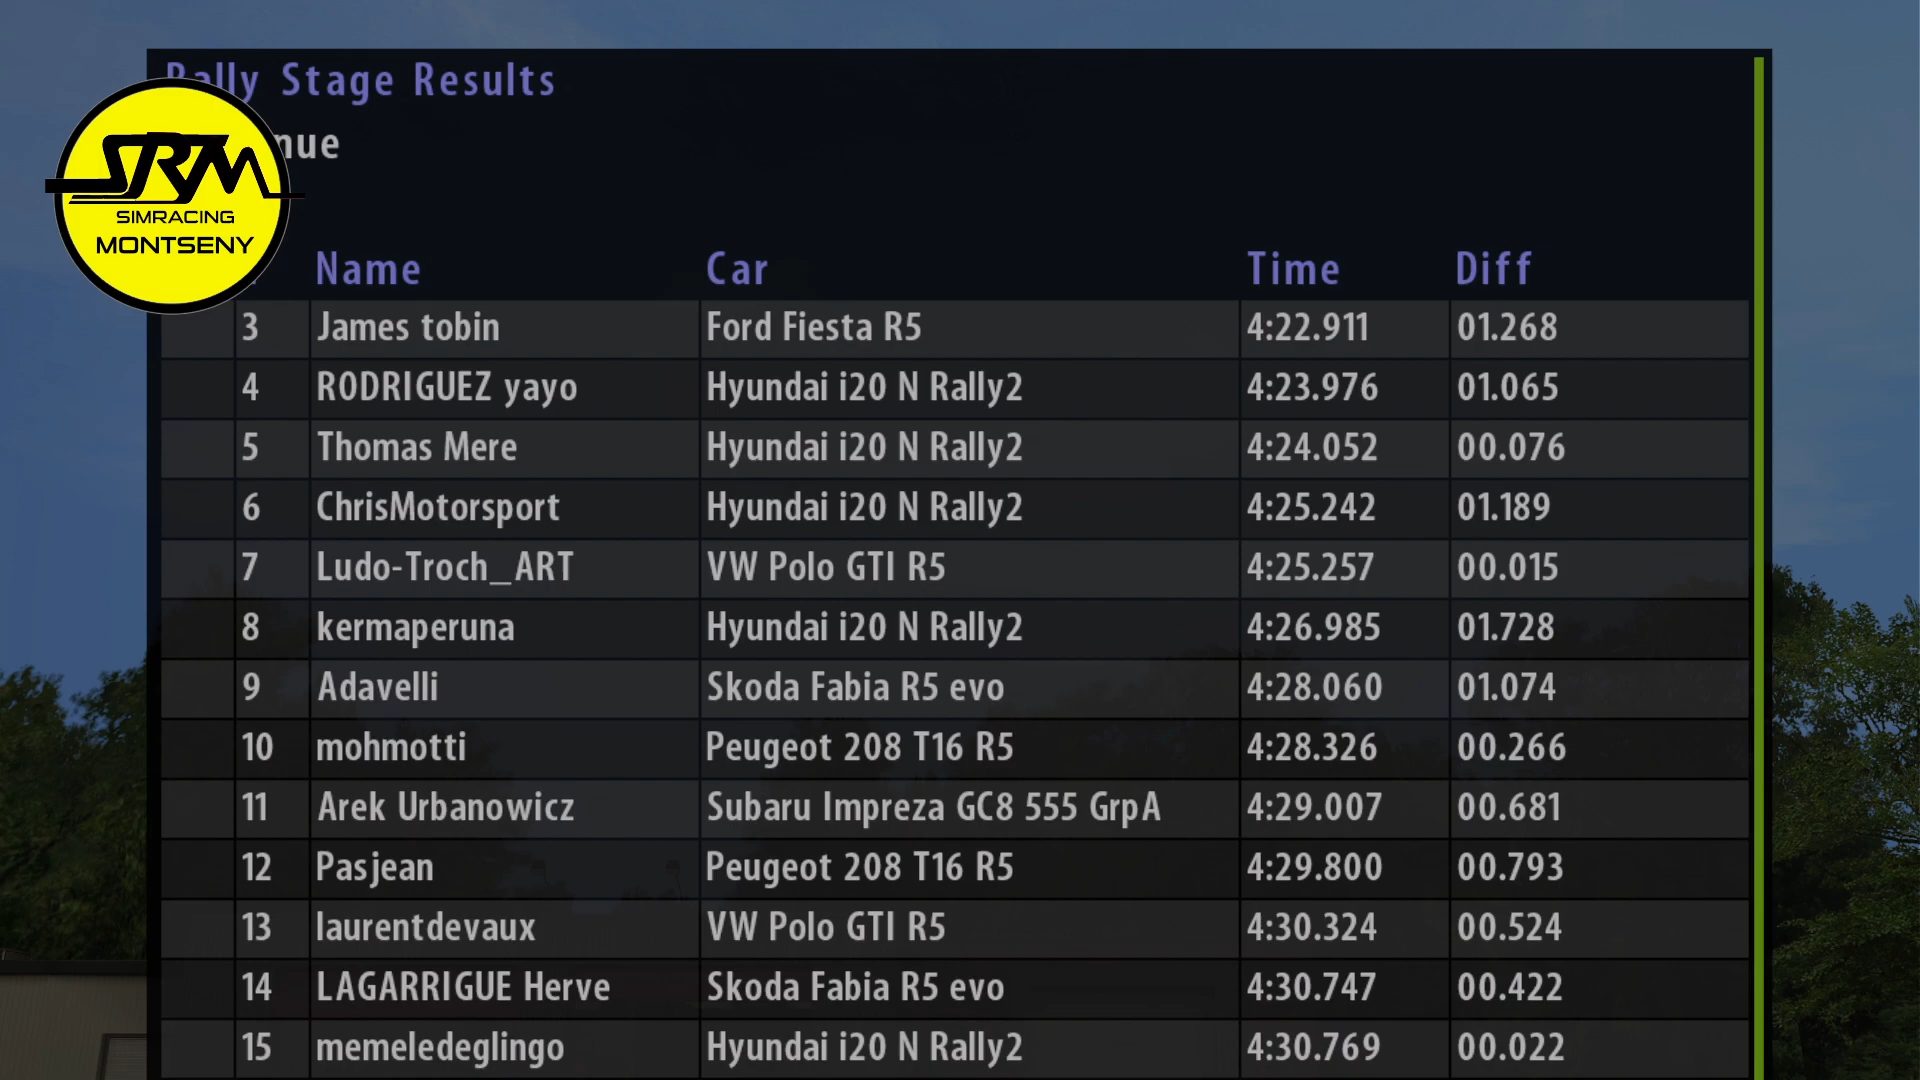 Rally Stage Results
SRM
SIMRACING
MONTSENY
Name Car Time Diff
3 James tobin Ford Fiesta R5 4:22.911 01.268
4 RODRIGUEZ yayo Hyundai i20 N Rally2 4:23.976 01.065
5 Thomas Mere Hyundai i20 N Rally2 4:24.052 00.076
6 ChrisMotorsport Hyundai i20 N Rally2 4:25.242 01.189
7 Ludo-Troch_ART VW Polo GTI R5 4:25.257 00.015
8 kermaperuna Hyundai i20 N Rally2 4:26.985 01.728
9 Adavelli Skoda Fabia R5 evo 4:28.060 01.074
10 mohmotti Peugeot 208 T16 R5 4:28.326 00.266
11 Arek Urbanowicz Subaru Impreza GC8 555 GrpA 4:29.007 00.681
12 Pasjean Peugeot 208 T16 R5 4:29.800 00.793
13 laurentdevaux VW Polo GTI R5 4:30.324 00.524
14 LAGARRIGUE Herve Skoda Fabia R5 evo 4:30.747 00.422
15 memeledeglingo Hyundai i20 N Rally2 4:30.769 00.022